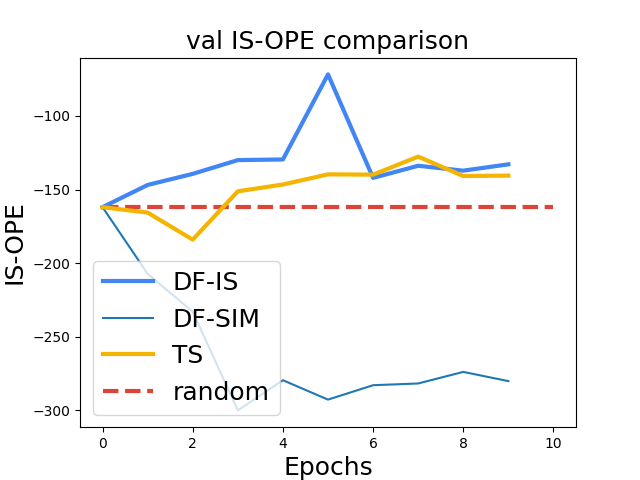 val IS-OPE comparison
IS-OPE
−100
−150
−200
−250
−300
DF-IS
DF-SIM
TS
random
0 2 4 6 8 10
Epochs